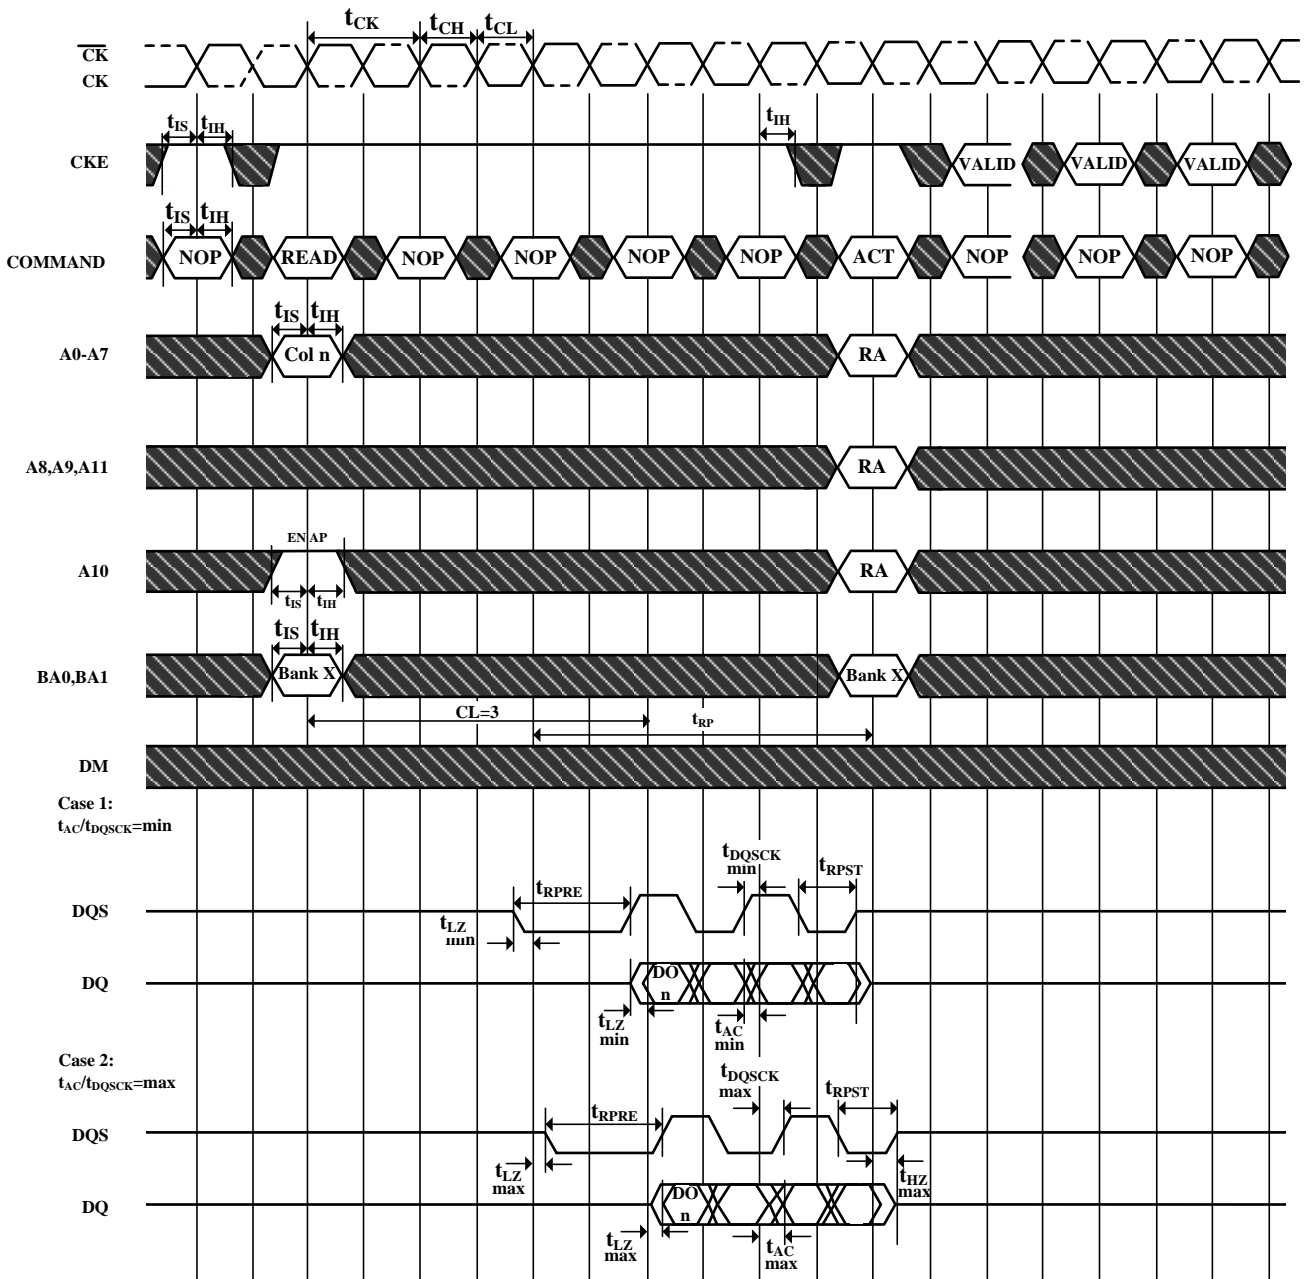 tCK tCH tCL
CK
CK
tIS tIH tIH
CKE VALID VALID VALID
tIS tIH
COMMAND NOP READ NOP NOP NOP NOP ACT NOP NOP NOP
tIS tIH
A0-A7 Col n RA
A8,A9,A11 RA
EN AP
A10 RA
tIS tIH
tIS tIH
BA0,BA1 Bank X Bank X
CL=3 tRP
DM
Case 1:
tAC/tDQSCK=min
tDQSCK min tRPST
tRPRE
DQS
tLZ min
DQ DO n
tLZ min tAC min
Case 2:
tAC/tDQSCK=max
tDQSCK max tRPST
tRPRE
DQS
tLZ max tHZ max
DQ DO n
tLZ max tAC max